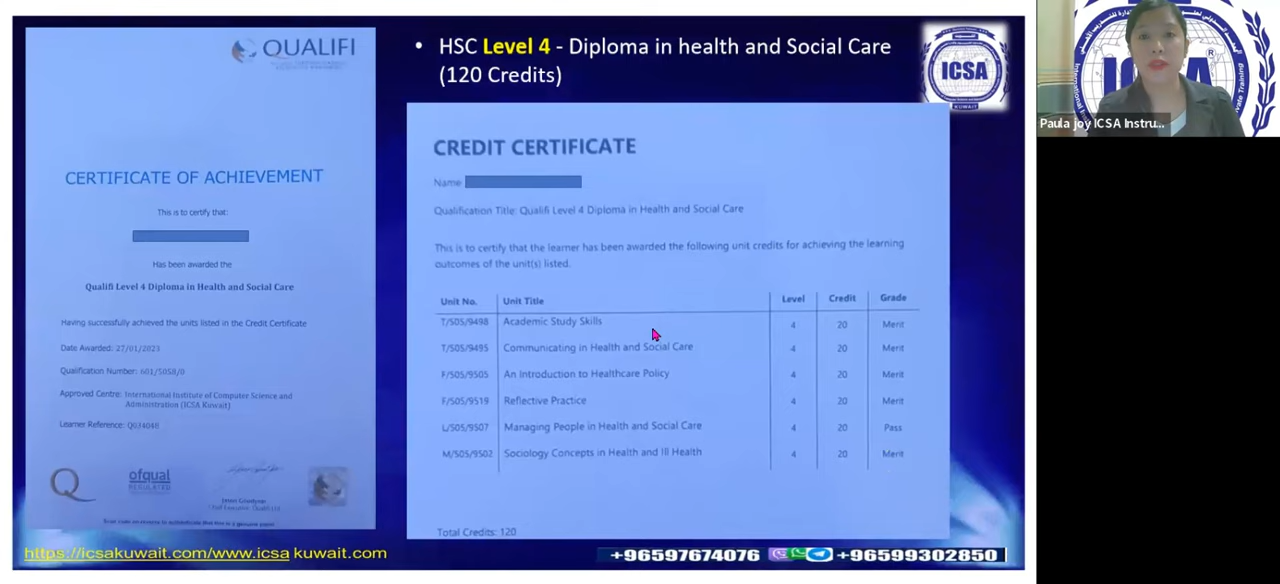 QUALIFI
CERTIFICATE OF ACHIEVEMENT
This is to certify that:
Has been awarded the
Qualifi Level 4 Diploma in Health and Social Care
Having successfully achieved the units listed in the Credit Certificate
Date Awarded: 27/01/2023
Qualification Number: 601/5058/0
Approved Centre: International Institute of Computer Science and
Administration (ICSA Kuwait)
Learner Reference:
Q
ofqual
REGULATED
https://icsakuwait.com/www.icsa kuwait.com
• HSC Level 4 - Diploma in health and Social Care
(120 Credits)
ICSA
KUWAIT
CREDIT CERTIFICATE
Name
Qualification Title: Qualifi Level 4 Diploma in Health and Social Care
This is to certify that the learner has been awarded the following unit credits for achieving the learning
outcomes of the unit(s) listed.
Unit No. Unit Title Level Credit Grade
T/505/9498 Academic Study Skills 4 20 Merit
T/505/9495 Communicating in Health and Social Care 4 20 Merit
F/505/9505 An Introduction to Healthcare Policy 4 20 Merit
F/505/9519 Reflective Practice 4 20 Merit
L/505/9507 Managing People in Health and Social Care 4 20 Pass
M/505/9502 Sociology Concepts in Health and Ill Health 4 20 Merit
Total Credits: 120
+96597674076 +96599302850
Paula joy ICSA Instru...